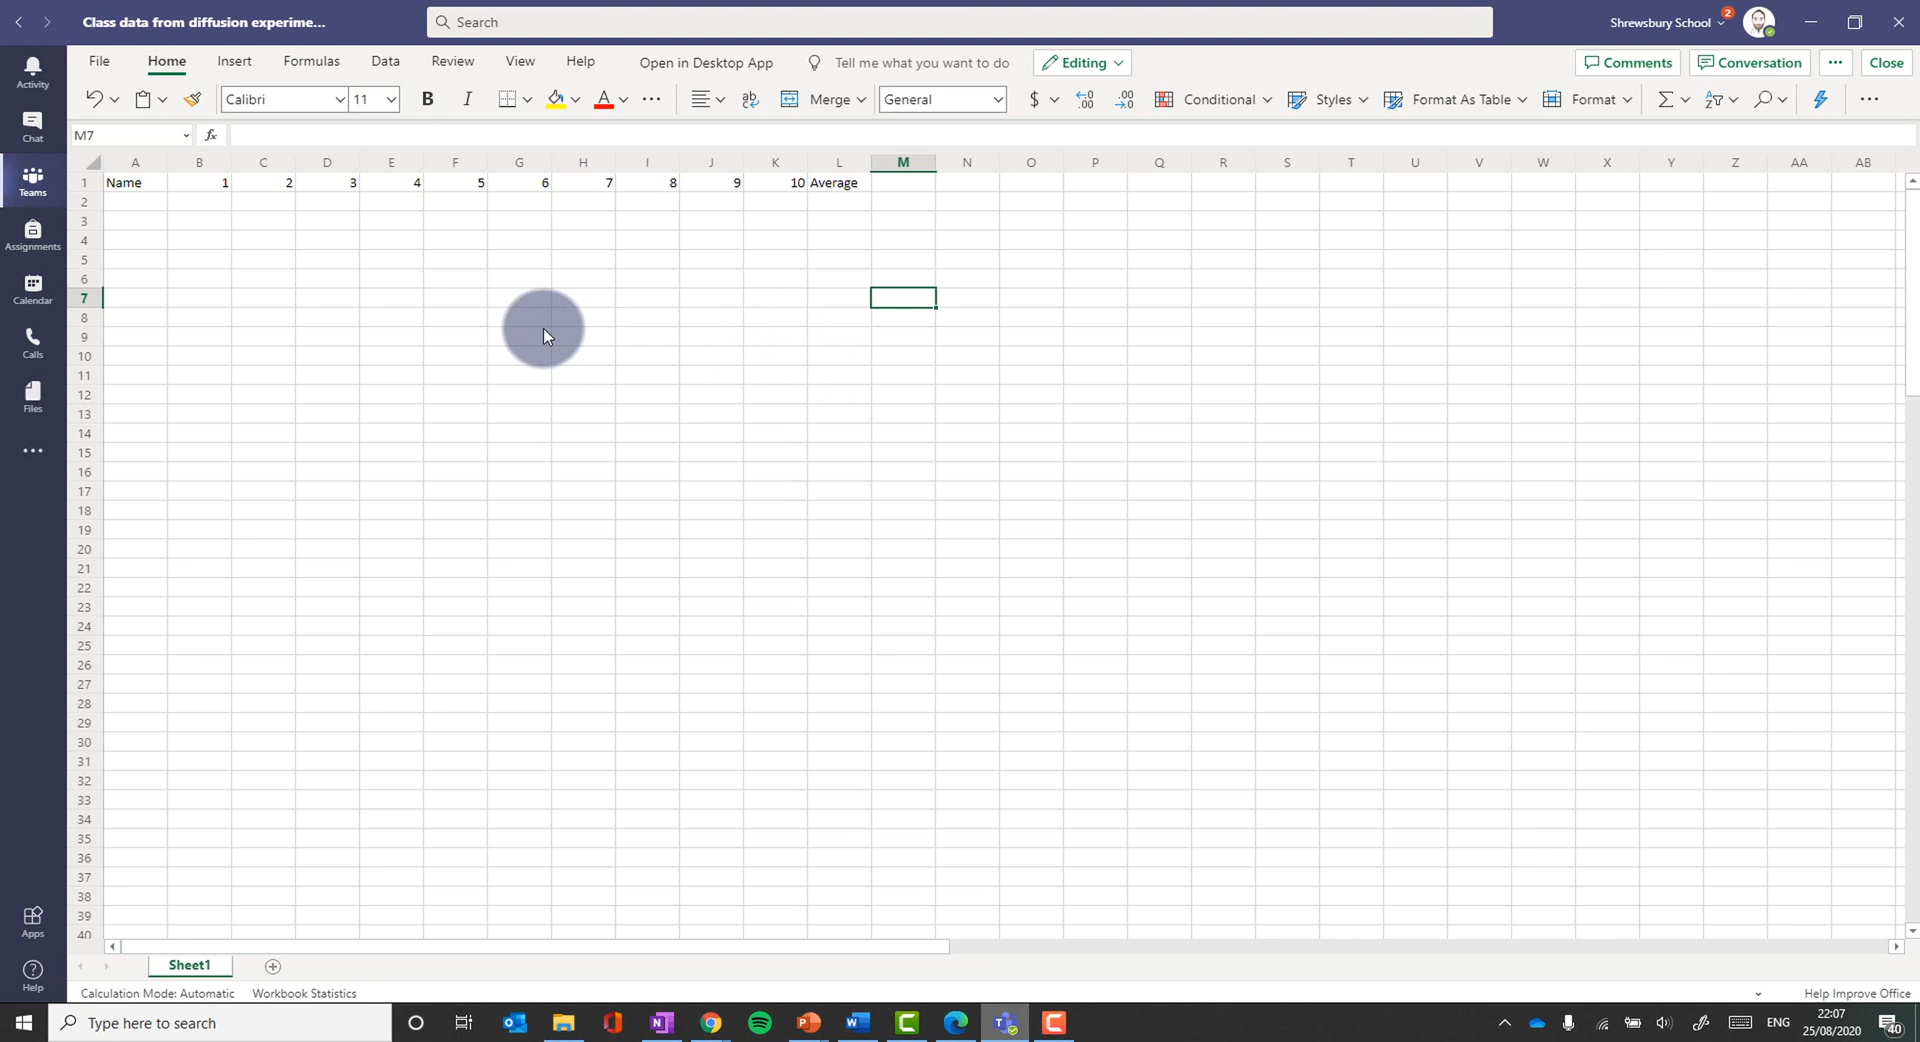 Class data from diffusion experime...
Search
Shrewsbury School
2
File Home Insert Formulas Data Review View Help Open in Desktop App Tell me what you want to do Editing Comments Conversation ... Close
Calibri 11 B I A ... ab Merge General $ .00 .00 Conditional Styles Format As Table Format Σ ...
M7 fx
A B C D E F G H I J K L M N O P Q R S T U V W X Y Z AA AB
1 Name 1 2 3 4 5 6 7 8 9 10 Average
2
3
4
5
6
7
8
9
10
11
12
13
14
15
16
17
18
19
20
21
22
23
24
25
26
27
28
29
30
31
32
33
34
35
36
37
38
39
40
Activity
Chat
Teams
Assignments
Calendar
Calls
Files
...
Apps
Help
Sheet1
Calculation Mode: Automatic Workbook Statistics Help Improve Office
Type here to search
ENG
22:07
25/08/2020
40